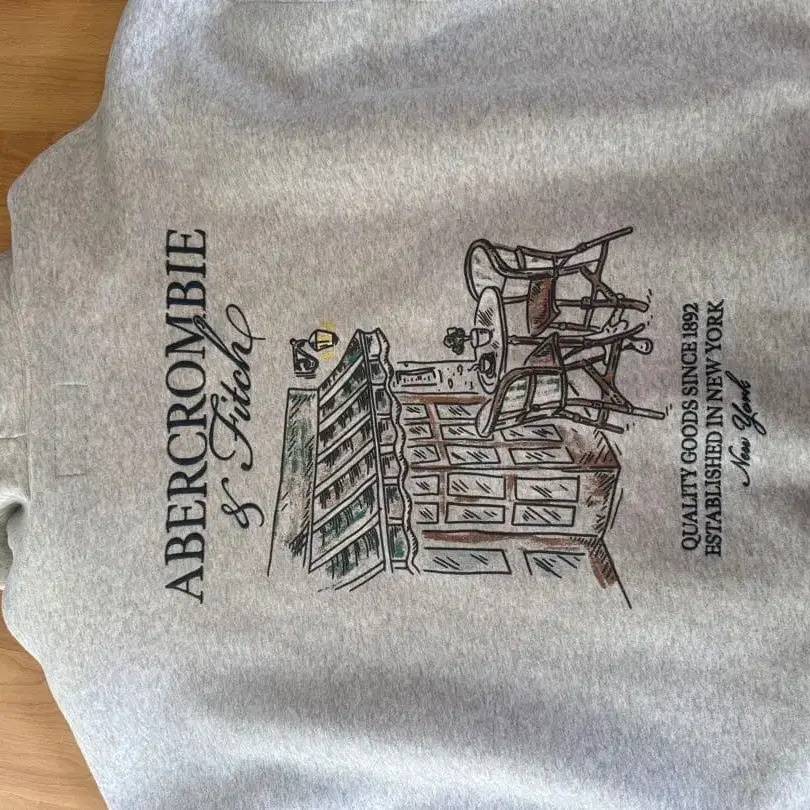 ABERCROMBIE
& Fitch
QUALITY GOODS SINCE 1892
ESTABLISHED IN NEW YORK
New York